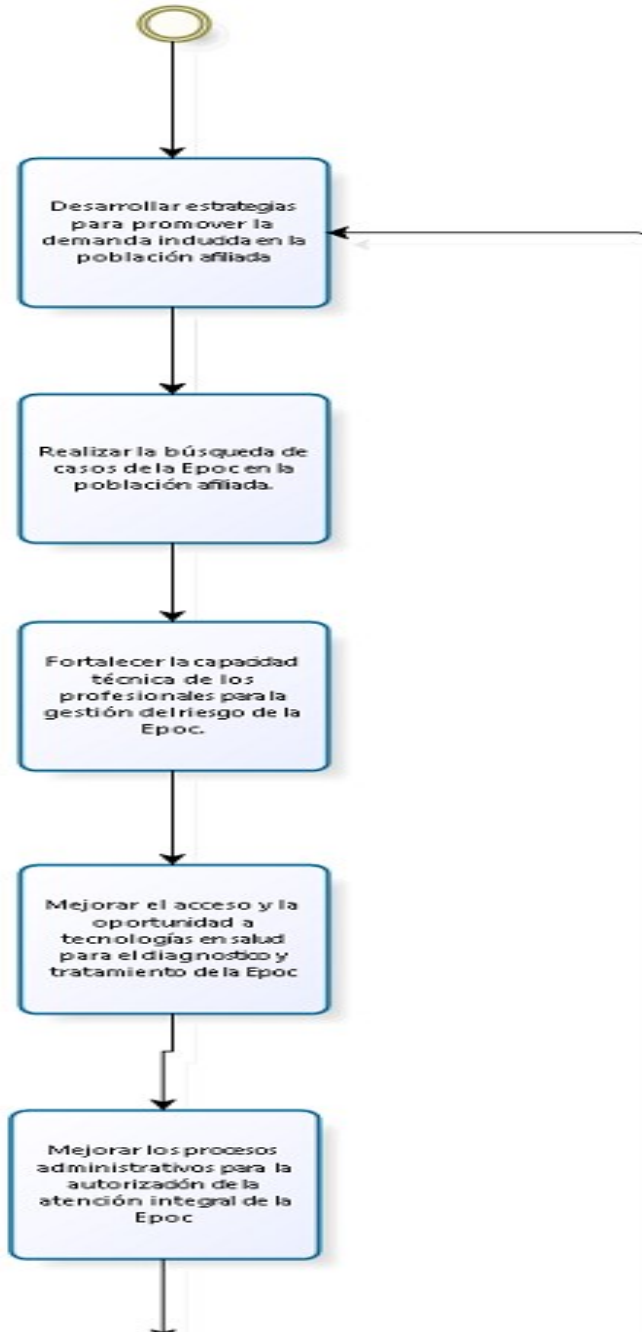 Desarrollar estrategias
para promover la
demanda inducida en la
población afiliada
Realizar la búsqueda de
casos de la Epoc en la
población afiliada.
Fortalecer la capacidad
técnica de los
profesionales para la
gestión del riesgo de la
Epoc.
Mejorar el acceso y la
oportunidad a
tecnologías en salud
para el diagnostico y
tratamiento de la Epoc
Mejorar los procesos
administrativos para la
autorización de la
atención integral de la
Epoc